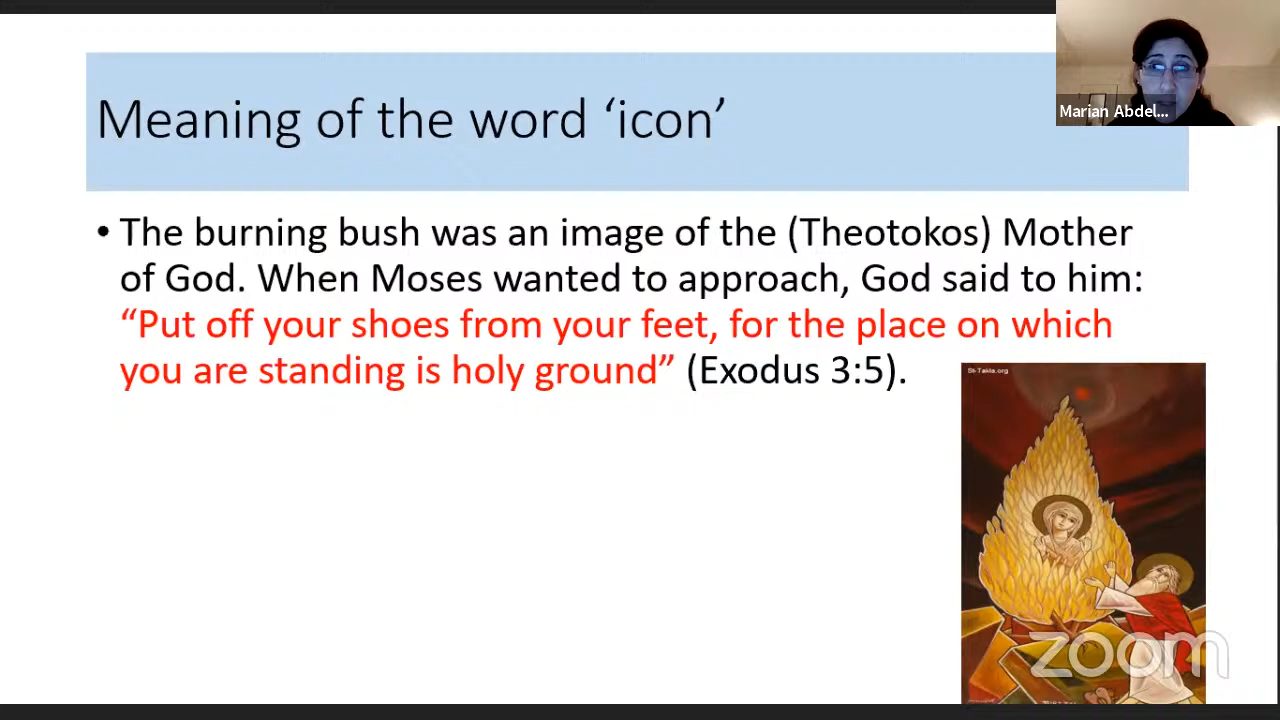 Meaning of the word ‘icon’
Marian Abdel...
• The burning bush was an image of the (Theotokos) Mother
of God. When Moses wanted to approach, God said to him:
“Put off your shoes from your feet, for the place on which
you are standing is holy ground” (Exodus 3:5).
St-Takla.org
zoom